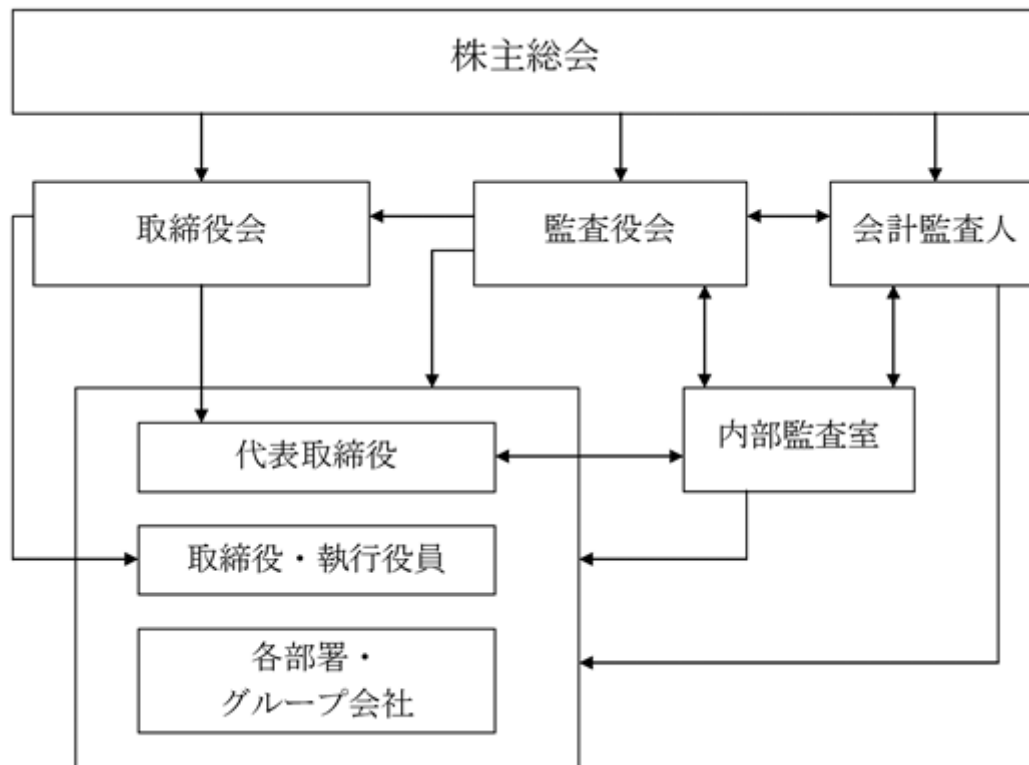 株主総会
取締役会
監査役会
会計監査人
代表取締役
内部監査室
取締役・執行役員
各部署・
グループ会社